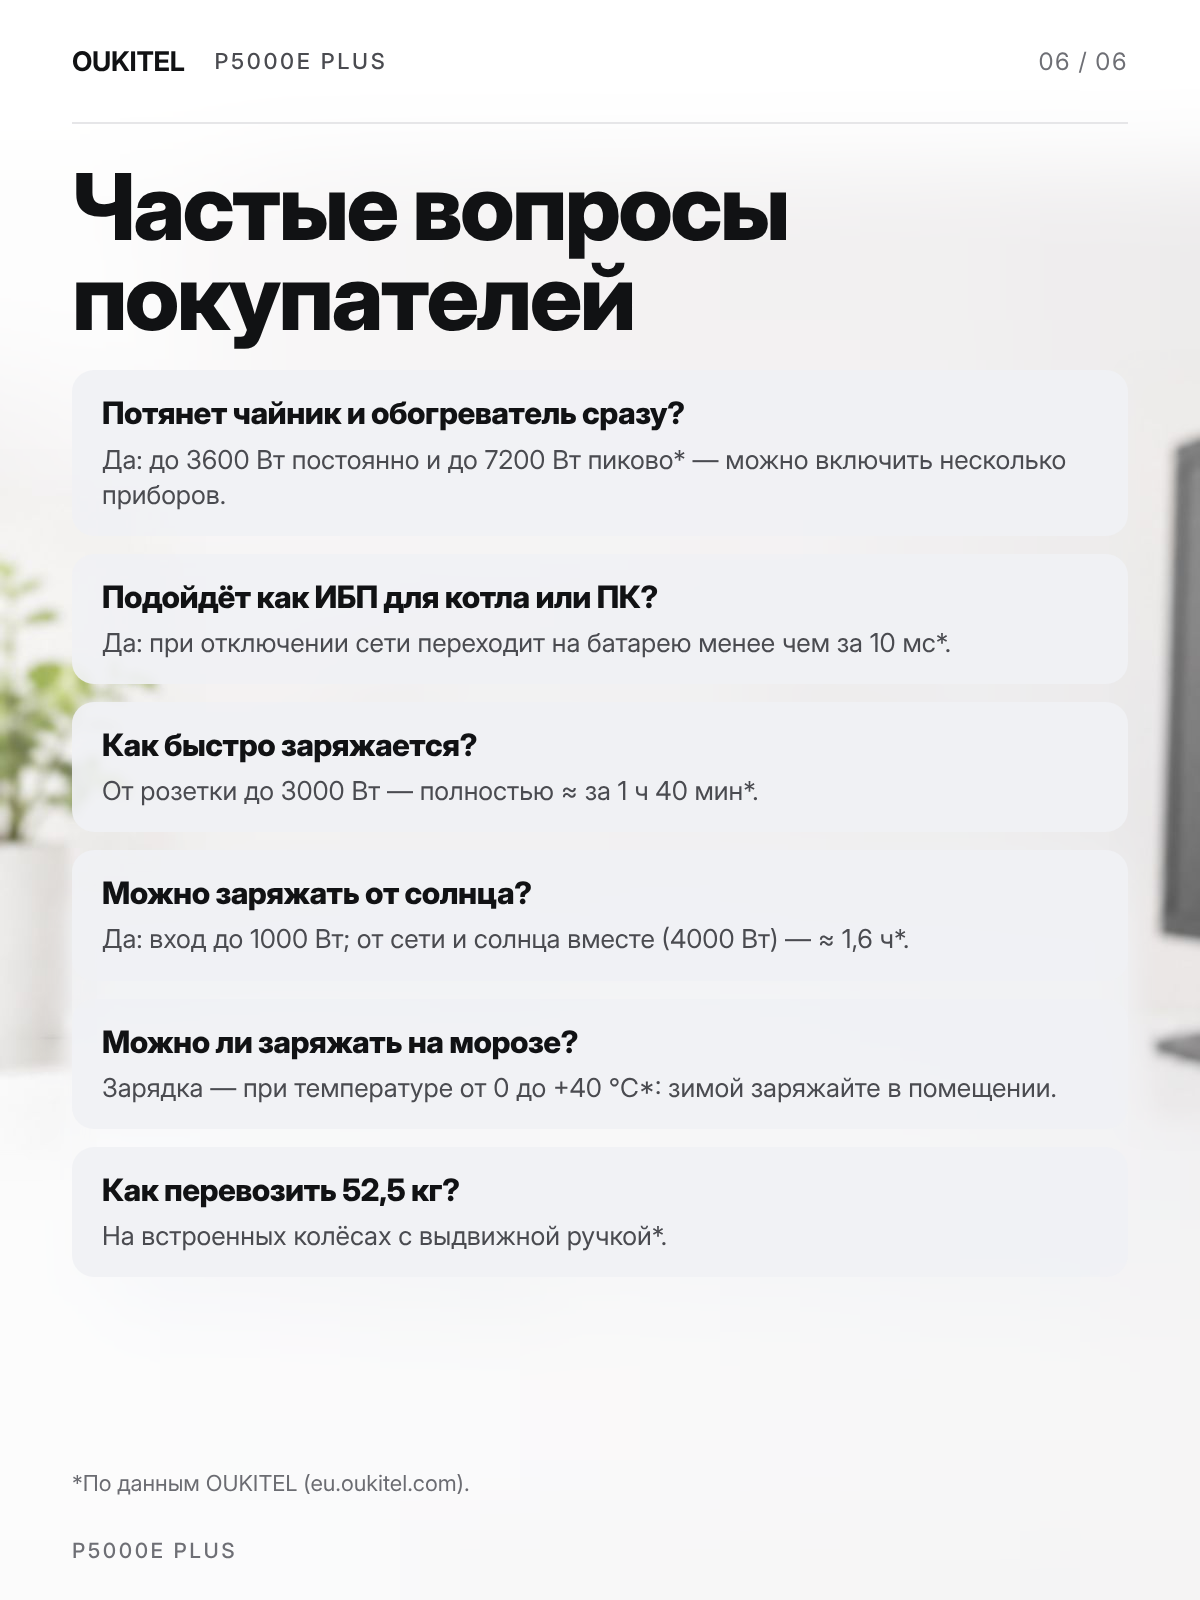 OUKITEL P5000E PLUS 06 / 06
Частые вопросы
покупателей
Потянет чайник и обогреватель сразу?
Да: до 3600 Вт постоянно и до 7200 Вт пиково* — можно включить несколько
приборов.
Подойдёт как ИБП для котла или ПК?
Да: при отключении сети переходит на батарею менее чем за 10 мс*.
Как быстро заряжается?
От розетки до 3000 Вт — полностью ≈ за 1 ч 40 мин*.
Можно заряжать от солнца?
Да: вход до 1000 Вт; от сети и солнца вместе (4000 Вт) — ≈ 1,6 ч*.
Можно ли заряжать на морозе?
Зарядка — при температуре от 0 до +40 °C*: зимой заряжайте в помещении.
Как перевозить 52,5 кг?
На встроенных колёсах с выдвижной ручкой*.
*По данным OUKITEL (eu.oukitel.com).
P5000E PLUS